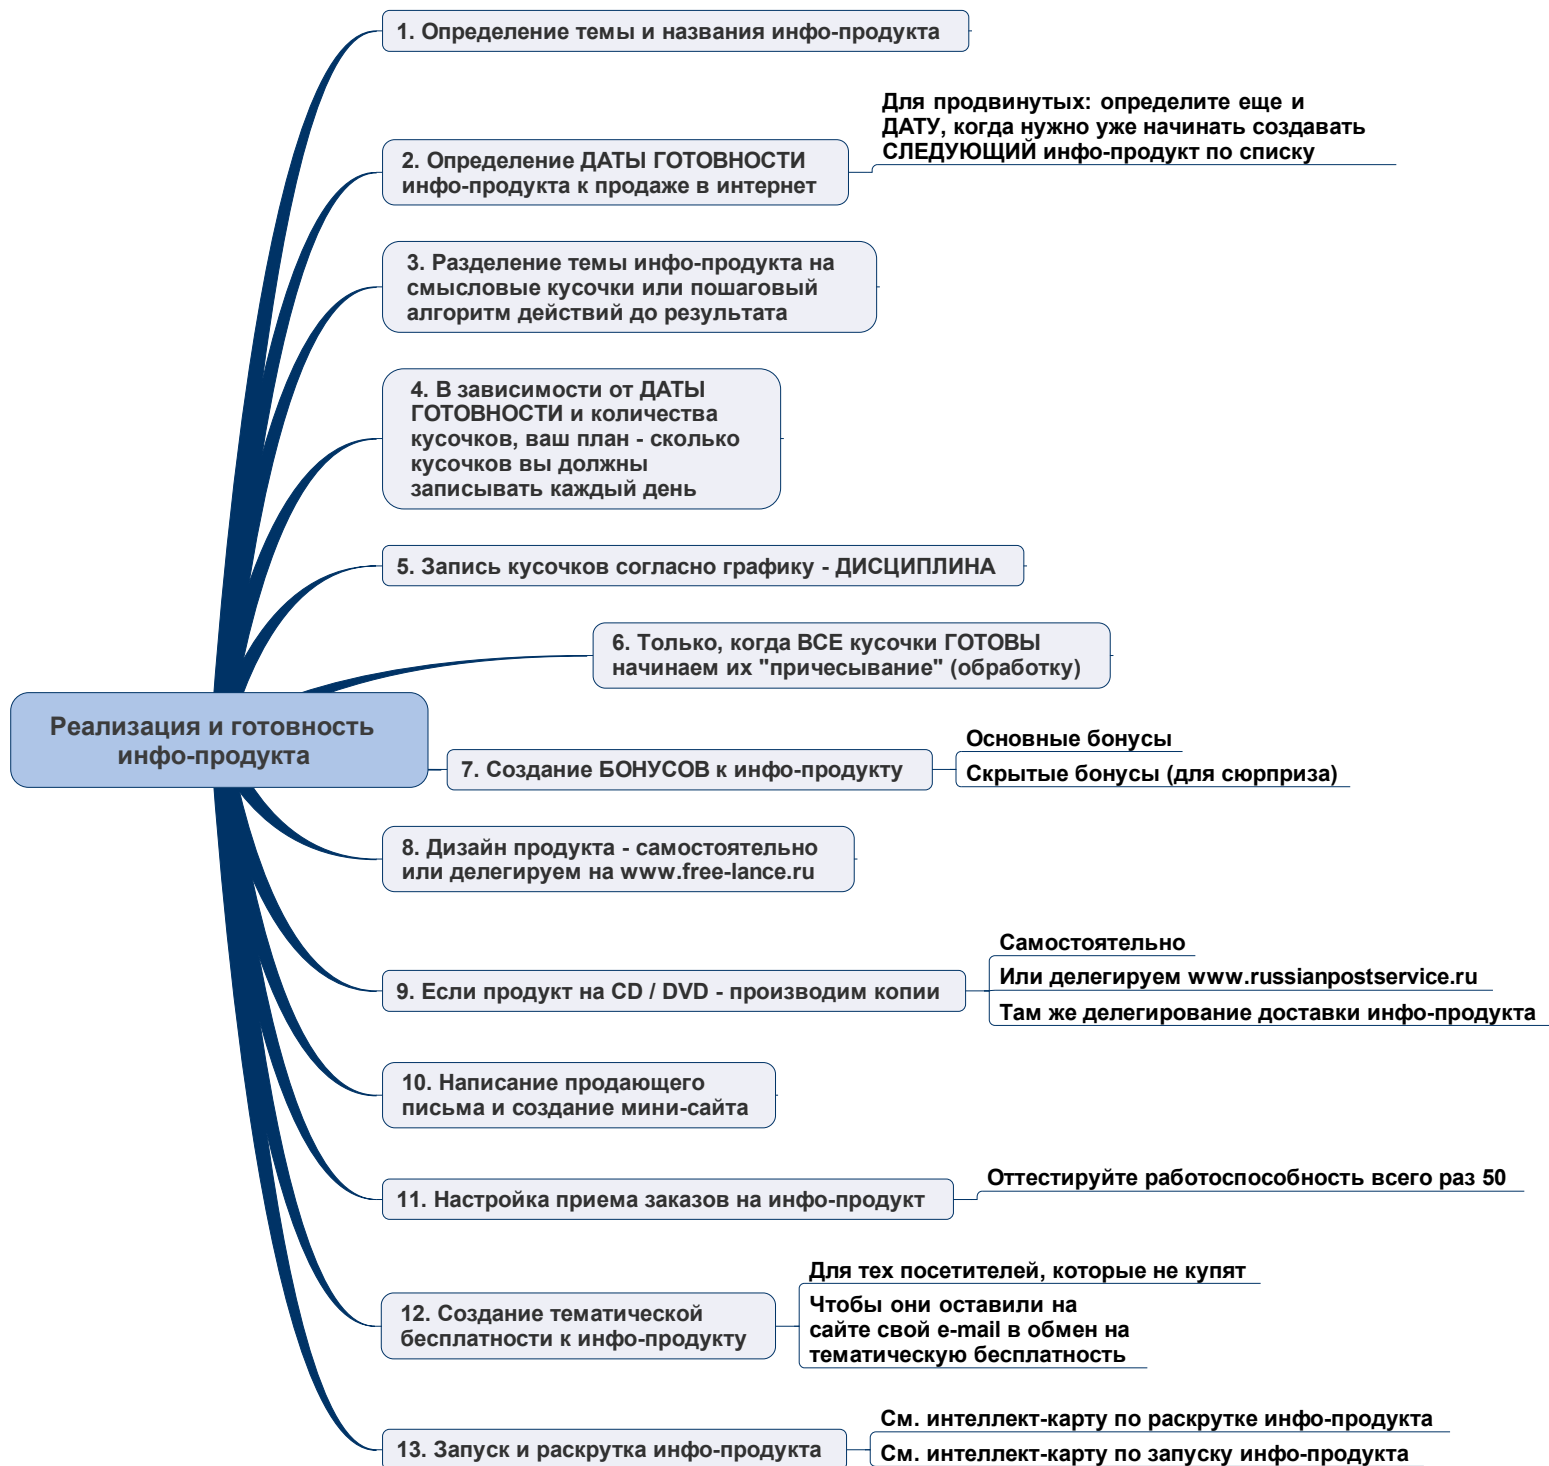 1. Определение темы и названия инфо-продукта
Для продвинутых: определите еще и
ДАТУ, когда нужно уже начинать создавать
СЛЕДУЮЩИЙ инфо-продукт по списку
2. Определение ДАТЫ ГОТОВНОСТИ
инфо-продукта к продаже в интернет
3. Разделение темы инфо-продукта на
смысловые кусочки или пошаговый
алгоритм действий до результата
4. В зависимости от ДАТЫ
ГОТОВНОСТИ и количества
кусочков, ваш план - сколько
кусочков вы должны
записывать каждый день
5. Запись кусочков согласно графику - ДИСЦИПЛИНА
6. Только, когда ВСЕ кусочки ГОТОВЫ
начинаем их "причесывание" (обработку)
Реализация и готовность
инфо-продукта
7. Создание БОНУСОВ к инфо-продукту
Основные бонусы
Скрытые бонусы (для сюрприза)
8. Дизайн продукта - самостоятельно
или делегируем на www.free-lance.ru
9. Если продукт на CD / DVD - производим копии
Самостоятельно
Или делегируем www.russianpostservice.ru
Там же делегирование доставки инфо-продукта
10. Написание продающего
письма и создание мини-сайта
11. Настройка приема заказов на инфо-продукт
Оттестируйте работоспособность всего раз 50
12. Создание тематической
бесплатности к инфо-продукту
Для тех посетителей, которые не купят
Чтобы они оставили на
сайте свой e-mail в обмен на
тематическую бесплатность
13. Запуск и раскрутка инфо-продукта
См. интеллект-карту по раскрутке инфо-продукта
См. интеллект-карту по запуску инфо-продукта